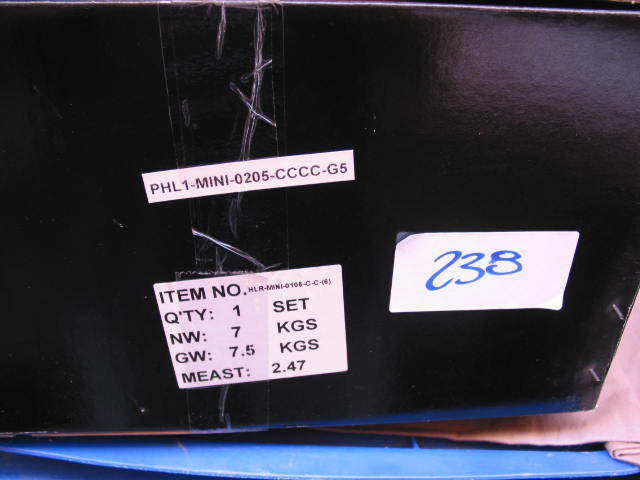 PHL1-MINI-0205-CCCC-G5
238
ITEM NO. HLR-MINI-0105-C-C-(6)
Q'TY: 1 SET
NW: 7 KGS
GW: 7.5 KGS
MEAST: 2.47